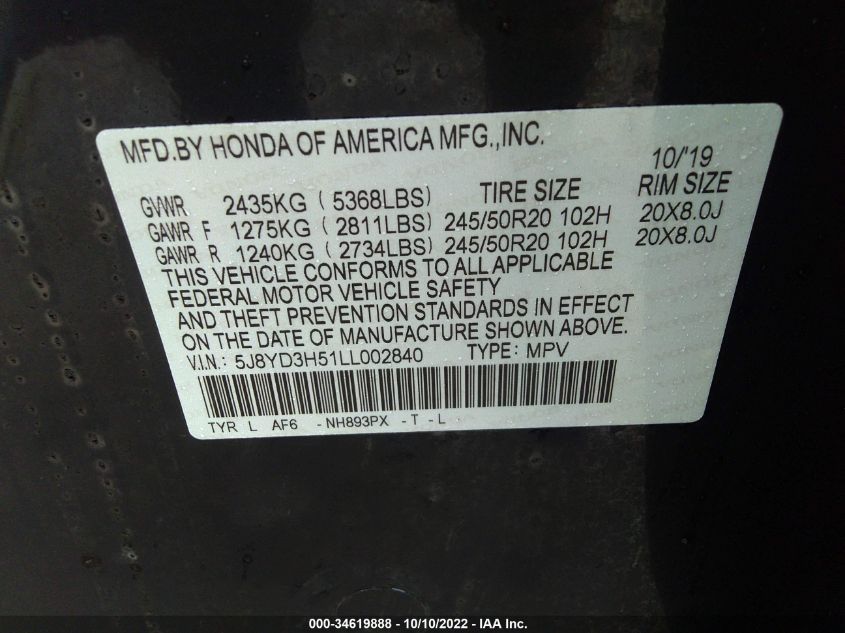 MFD.BY HONDA OF AMERICA MFG.,INC.
10/'19
GVWR 2435KG ( 5368LBS) TIRE SIZE RIM SIZE
GAWR F 1275KG ( 2811LBS) 245/50R20 102H 20X8.0J
GAWR R 1240KG ( 2734LBS) 245/50R20 102H 20X8.0J
THIS VEHICLE CONFORMS TO ALL APPLICABLE
FEDERAL MOTOR VEHICLE SAFETY
AND THEFT PREVENTION STANDARDS IN EFFECT
ON THE DATE OF MANUFACTURE SHOWN ABOVE.
V.I.N.: 5J8YD3H51LL002840 TYPE: MPV
TYR L AF6 -NH893PX -T -L
000-34619888 - 10/10/2022 - IAA Inc.